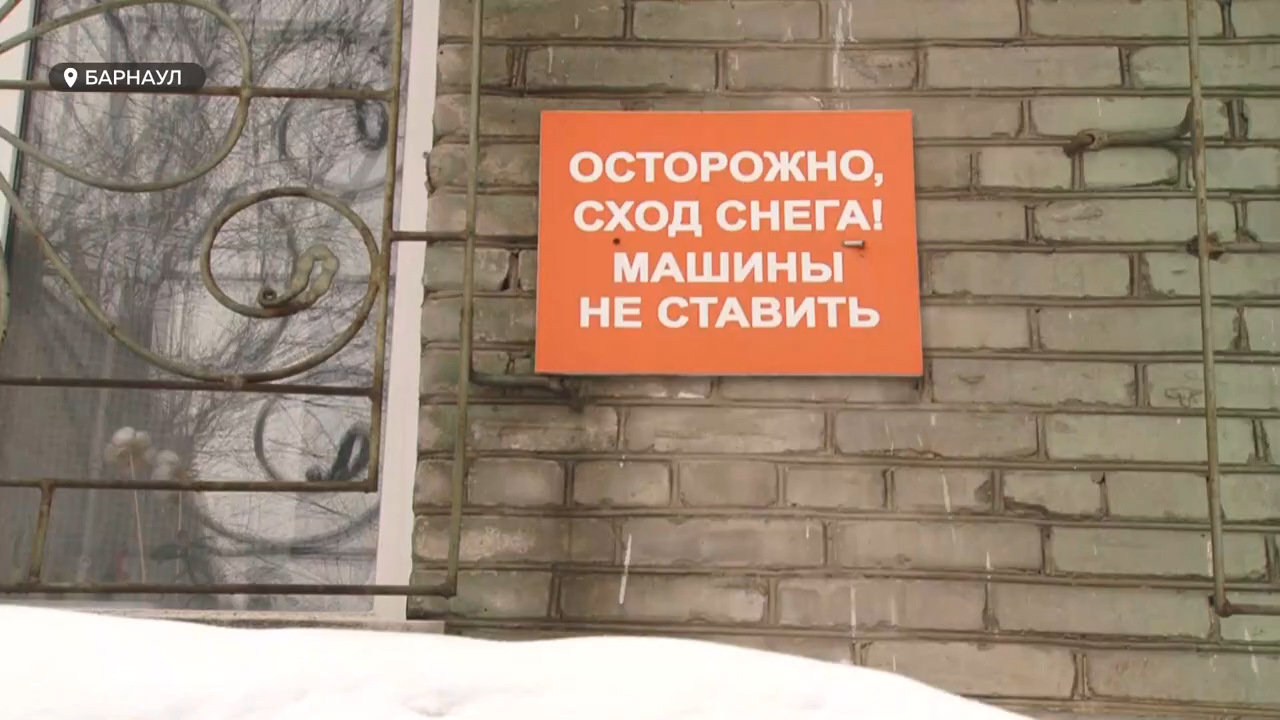 БАРНАУЛ
ОСТОРОЖНО,
СХОД СНЕГА!
МАШИНЫ
НЕ СТАВИТЬ